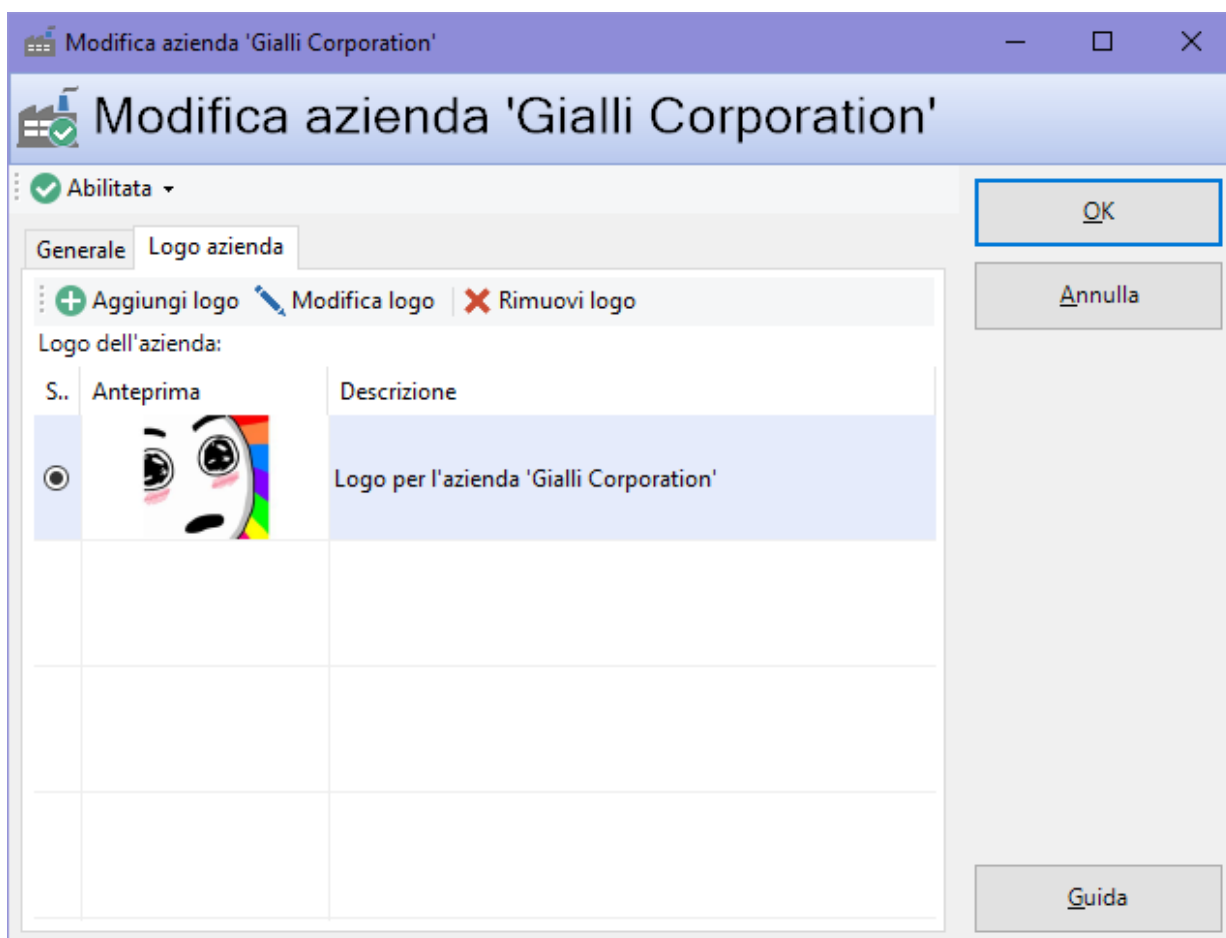 Modifica azienda 'Gialli Corporation'
Modifica azienda 'Gialli Corporation'
Abilitata
OK
Generale Logo azienda
Annulla
Aggiungi logo Modifica logo Rimuovi logo
Logo dell'azienda:
S.. Anteprima Descrizione
Logo per l'azienda 'Gialli Corporation'
Guida